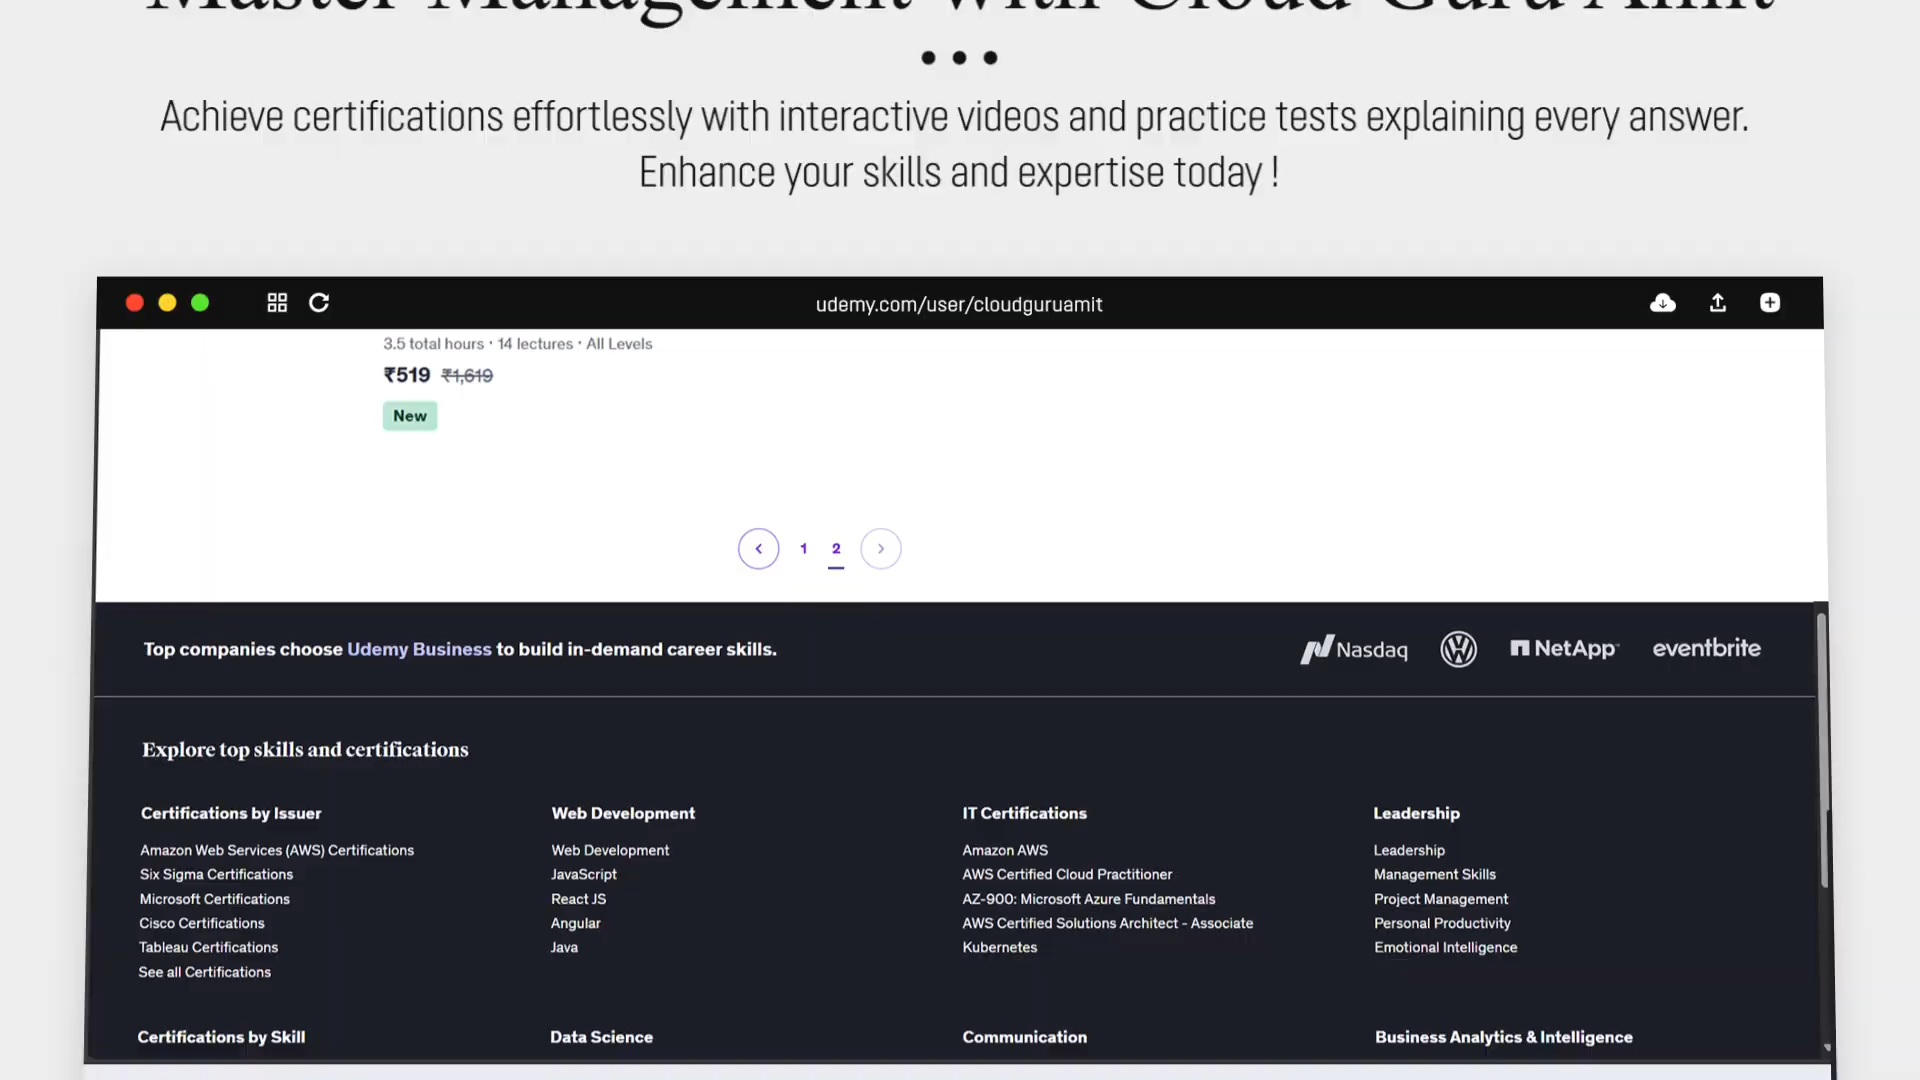 Master Management with Cloud Guru Amit
Achieve certifications effortlessly with interactive videos and practice tests explaining every answer.
Enhance your skills and expertise today !
udemy.com/user/cloudguruamit
3.5 total hours · 14 lectures · All Levels
₹519 ₹1,619
New
1 2
Top companies choose Udemy Business to build in-demand career skills.
Nasdaq NetApp eventbrite
Explore top skills and certifications
Certifications by Issuer
Amazon Web Services (AWS) Certifications
Six Sigma Certifications
Microsoft Certifications
Cisco Certifications
Tableau Certifications
See all Certifications
Web Development
Web Development
JavaScript
React JS
Angular
Java
IT Certifications
Amazon AWS
AWS Certified Cloud Practitioner
AZ-900: Microsoft Azure Fundamentals
AWS Certified Solutions Architect - Associate
Kubernetes
Leadership
Leadership
Management Skills
Project Management
Personal Productivity
Emotional Intelligence
Certifications by Skill
Data Science
Communication
Business Analytics & Intelligence